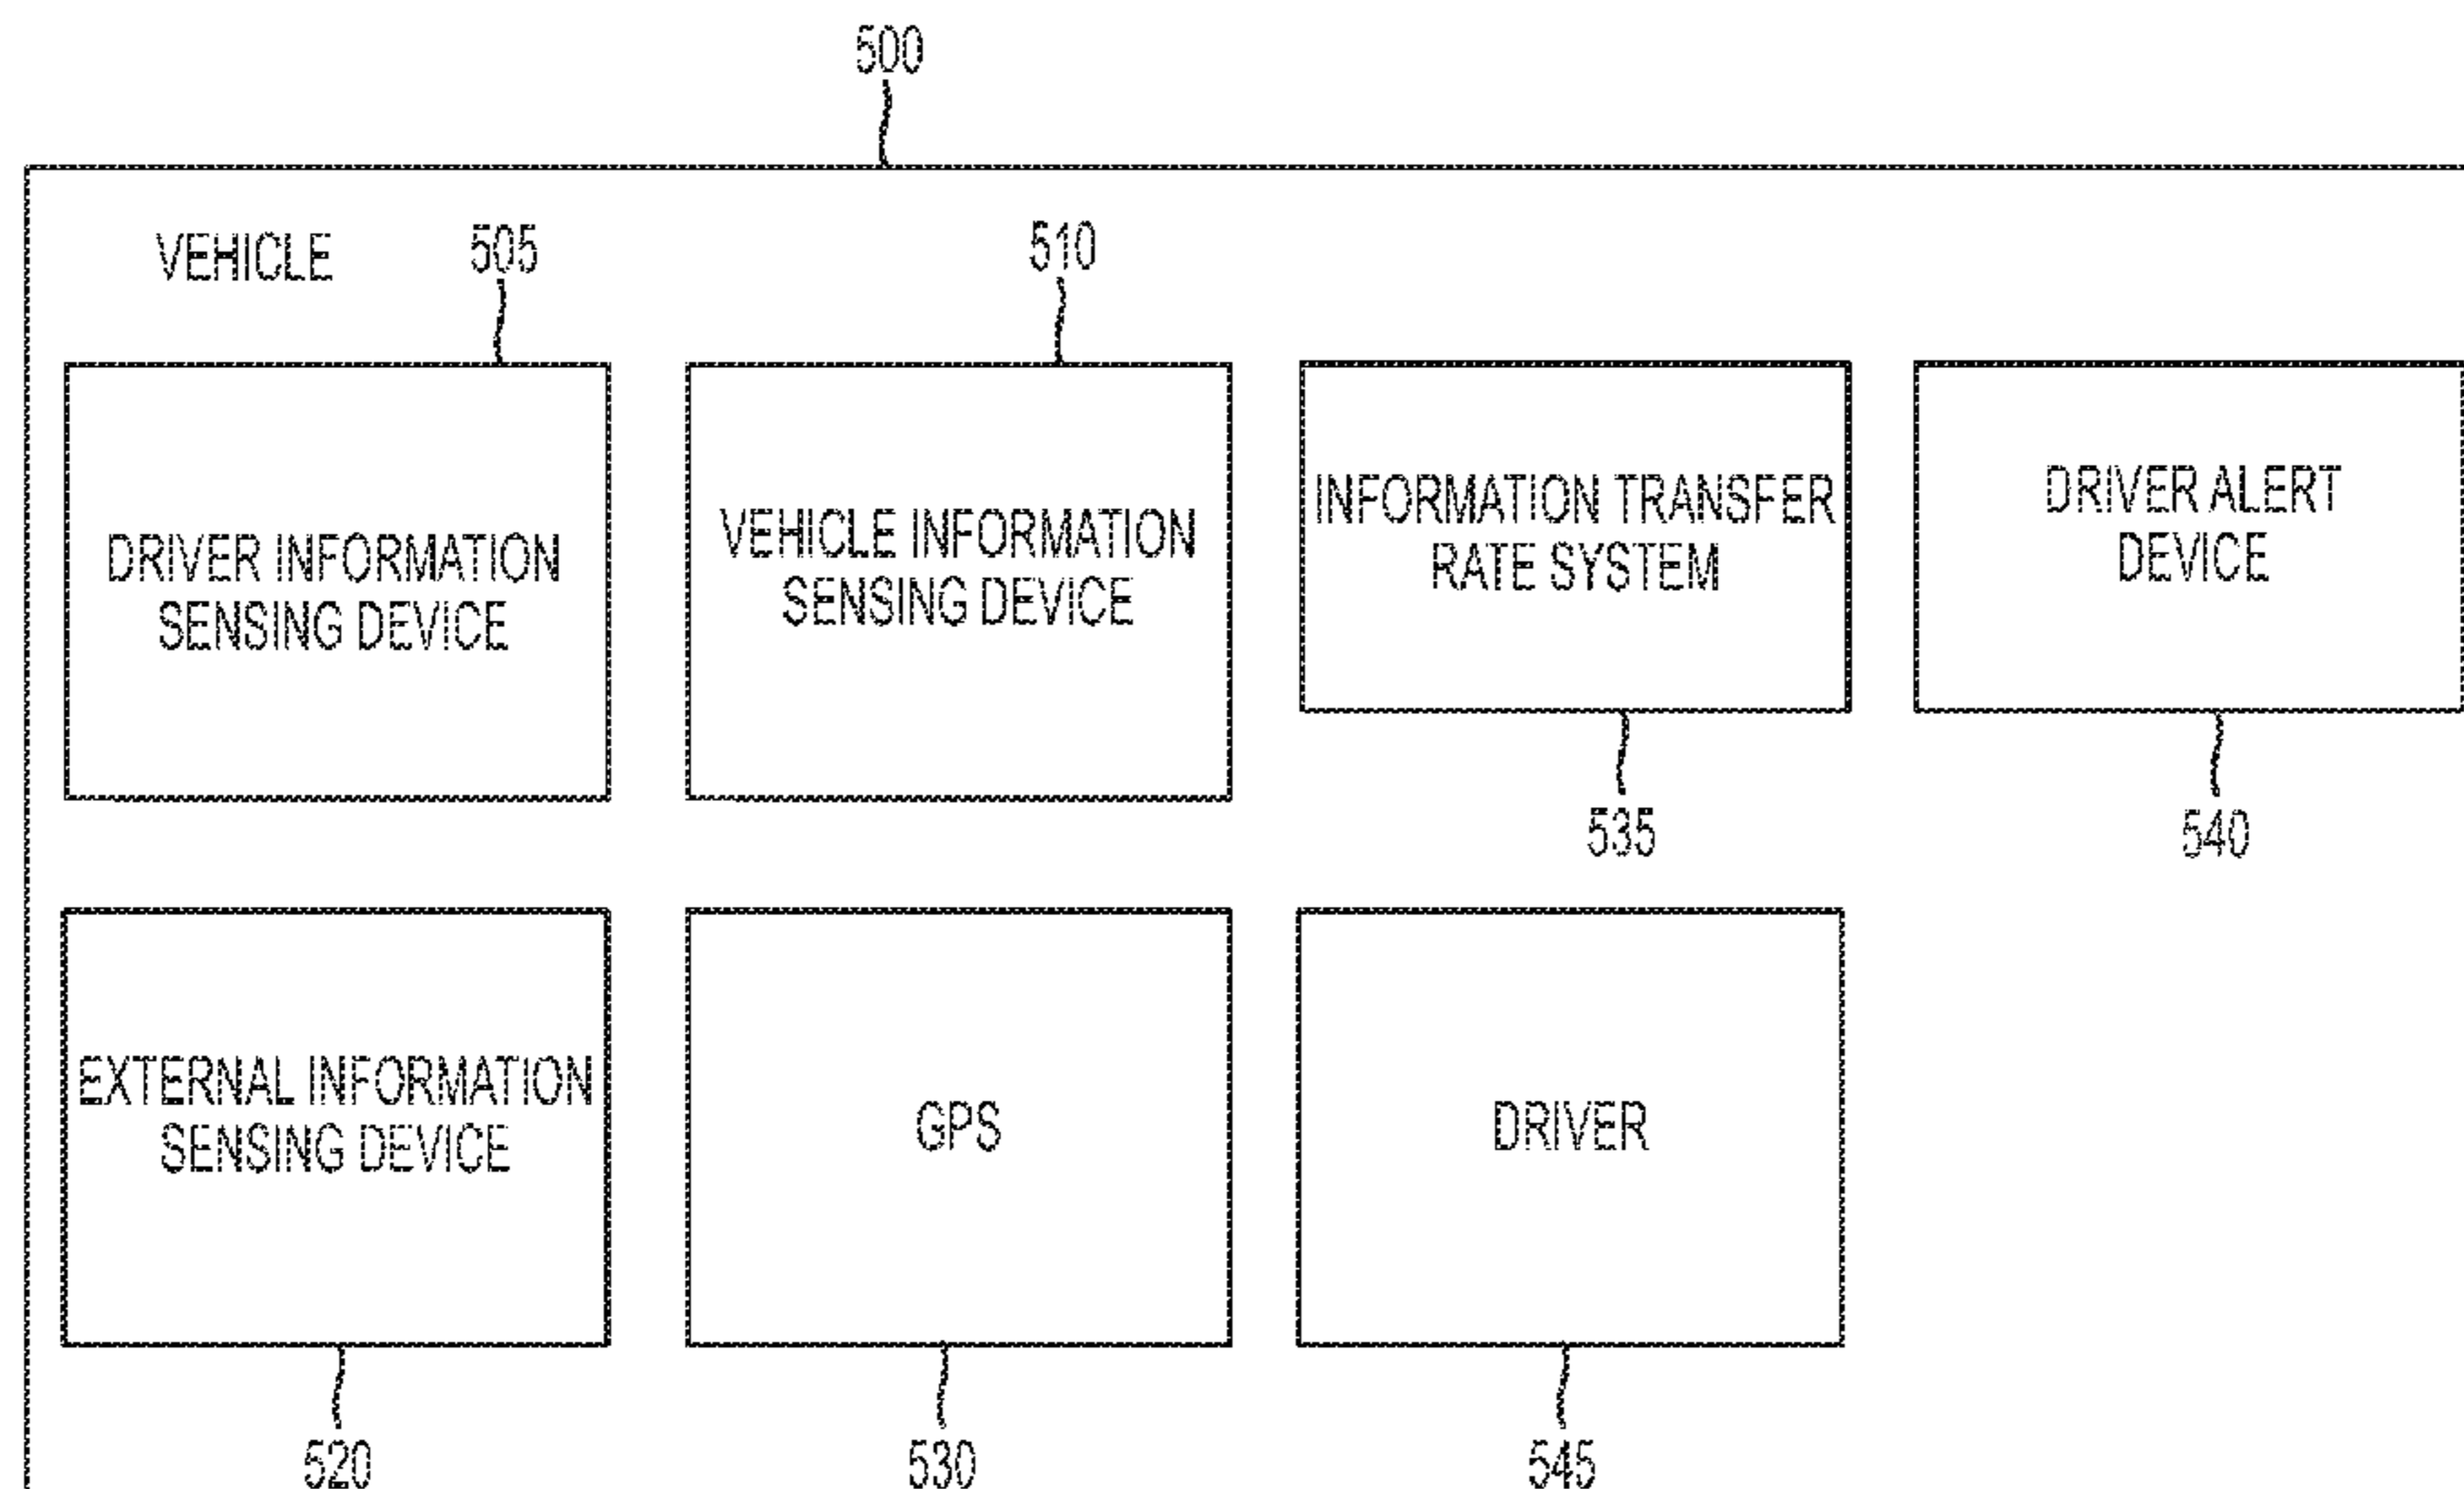 500
VEHICLE
505
510
DRIVER INFORMATION
SENSING DEVICE
VEHICLE INFORMATION
SENSING DEVICE
INFORMATION TRANSFER
RATE SYSTEM
DRIVER ALERT
DEVICE
535
540
EXTERNAL INFORMATION
SENSING DEVICE
GPS
DRIVER
520
530
545